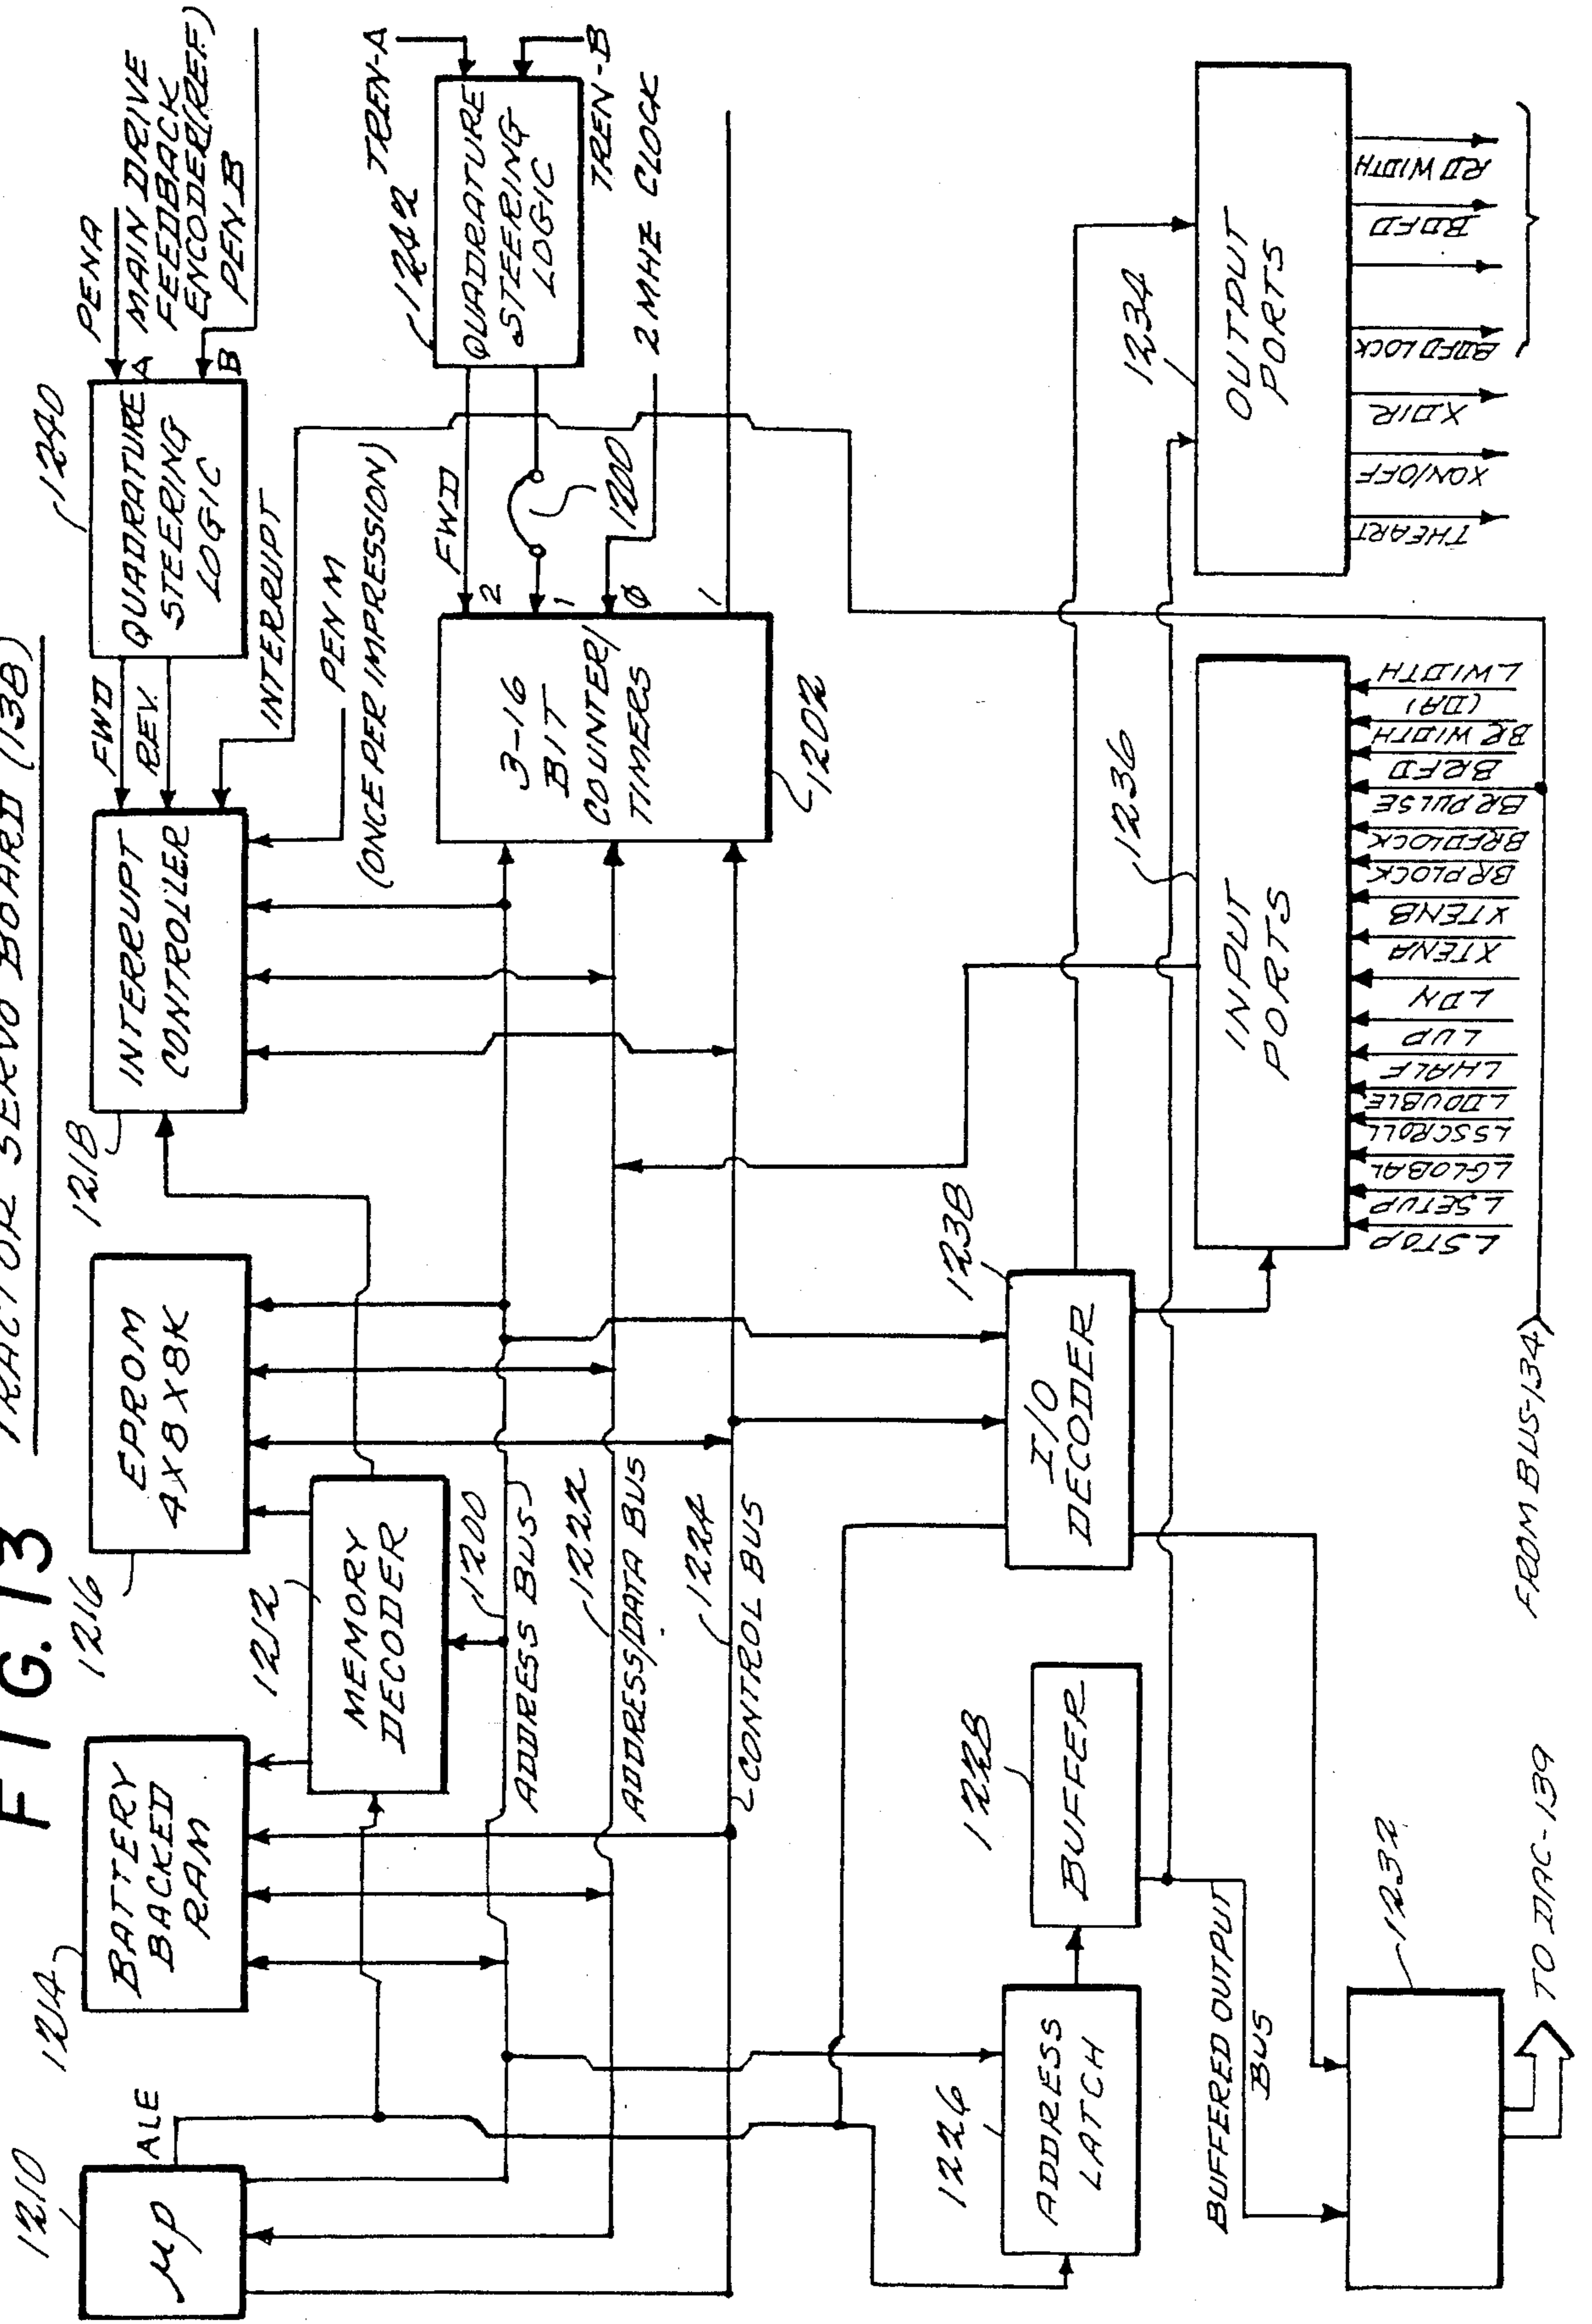 FIG. 13
TRACTOR SERVO BOARD (138)
1210
μP
ALE
1214
BATTERY
BACKED
RAM
1216
EPROM
4X8X8K
1212
MEMORY
DECODER
1218
INTERRUPT
CONTROLLER
FWD
REV.
INTERRUPT
PEN M
(ONCE PER IMPRESSION)
1240
QUADRATURE
STEERING
LOGIC
PENA
A
MAIN DRIVE
FEEDBACK
ENCODER (REF)
PEN B
B
1200
ADDRESS BUS
1222
ADDRESS/DATA BUS
1224
CONTROL BUS
3-16
BIT
COUNTER/
TIMERS
1202
FWD
2
1
Ø
1
1200
1242
QUADRATURE
STEERING
LOGIC
TREN-A
TREN-B
2 MHZ CLOCK
1226
ADDRESS
LATCH
1228
BUFFER
BUFFERED OUTPUT
BUS
1232
TO DAC-139
1238
I/O
DECODER
1236
INPUT
PORTS
LSTOP
LSETUP
LGLOBAL
LSSCROLL
LDOUBLE
LHALF
LUP
LDN
XTENA
XTENB
BRPLOCK
BRFDLOCK
BRPULSE
BRFD
BR WIDTH
(DA1
LWIDTH
FROM BUS-134
1234
OUTPUT
PORTS
THEART
XON/OFF
XDIR
BDFDLOCK
BDFD
RDWIDTH